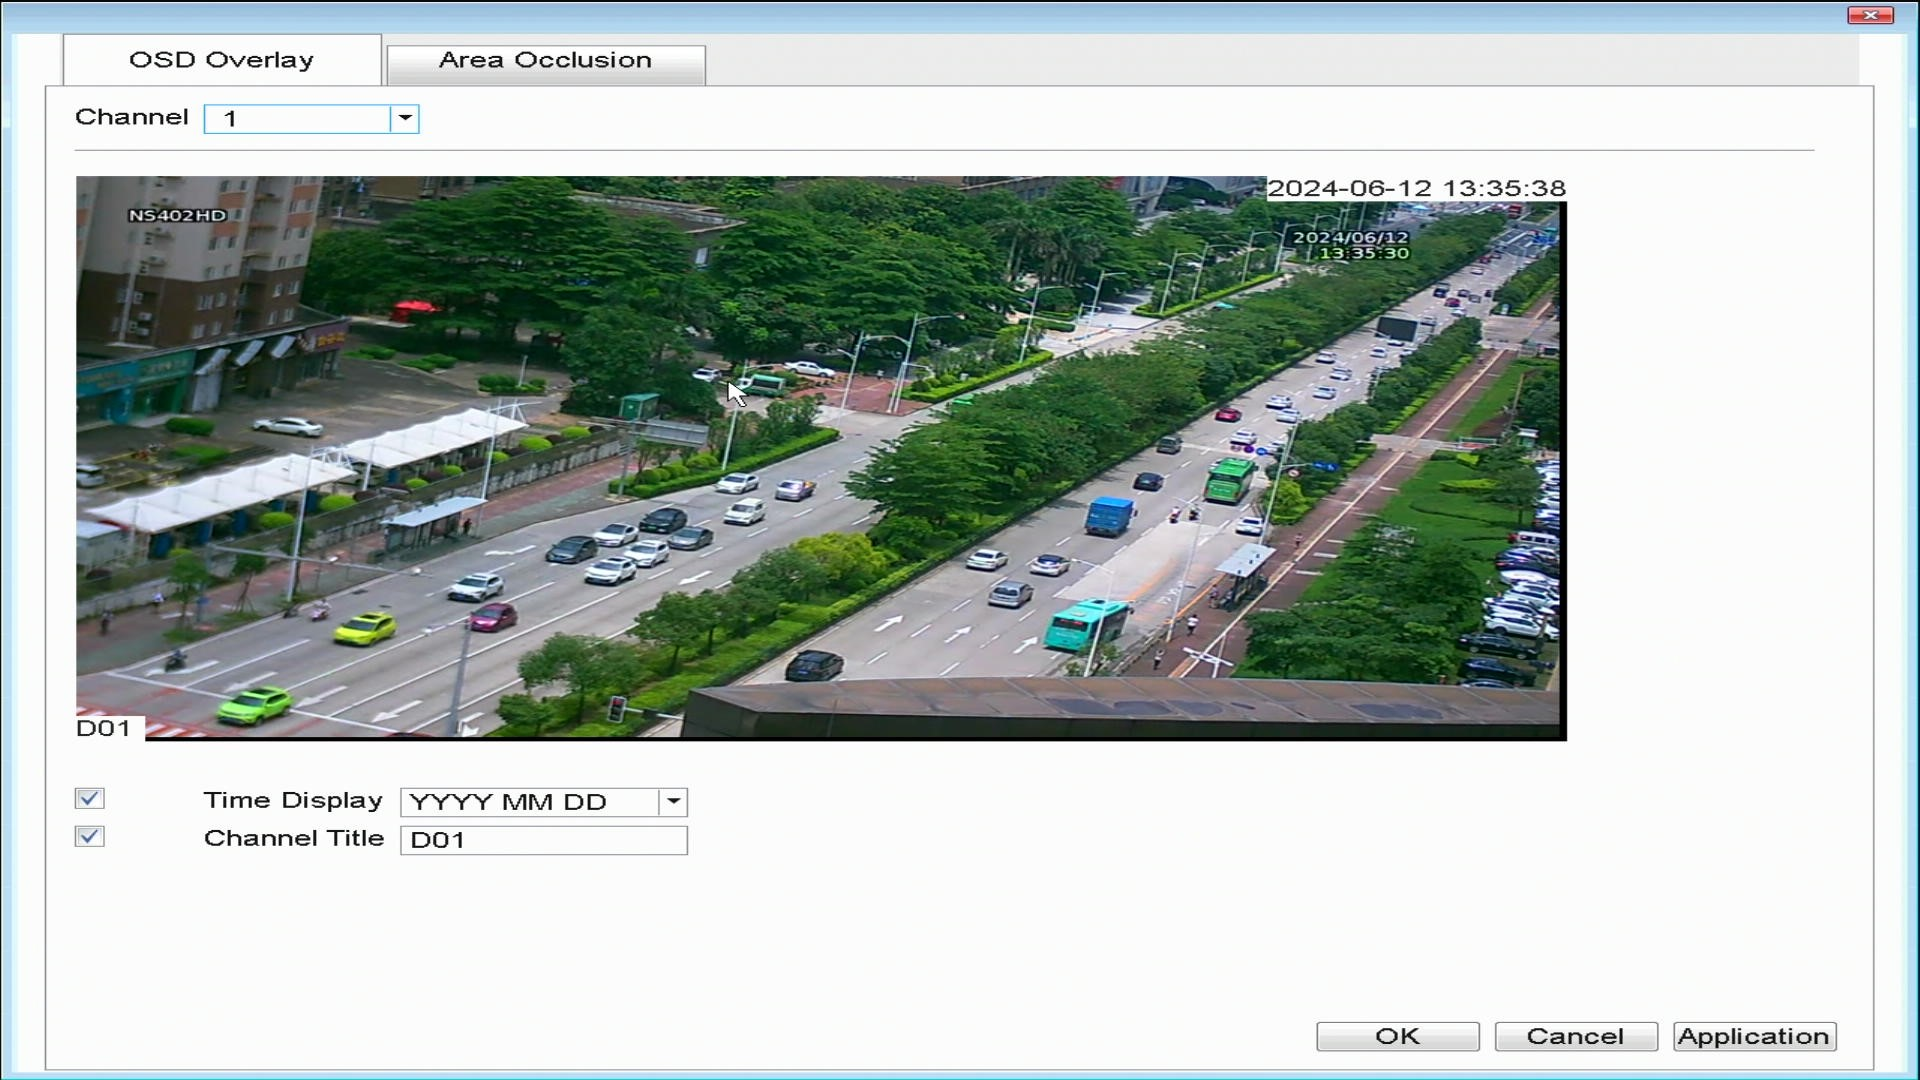 OSD Overlay
Area Occlusion
Channel 1
2024-06-12 13:35:38
NS402HD
2024/06/12
13:35:30
D01
Time Display YYYY MM DD
Channel Title D01
OK Cancel Application